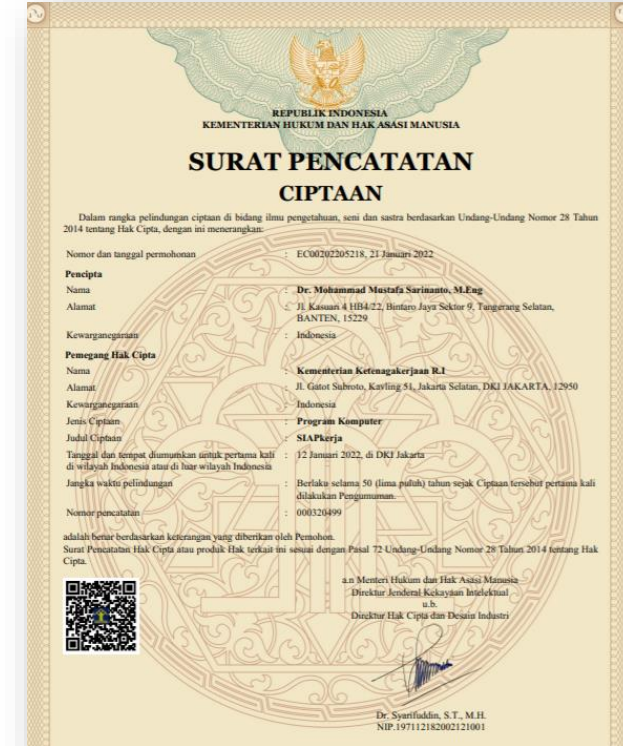 REPUBLIK INDONESIA
KEMENTERIAN HUKUM DAN HAK ASASI MANUSIA
SURAT PENCATATAN
CIPTAAN
Dalam rangka pelindungan ciptaan di bidang ilmu pengetahuan, seni dan sastra berdasarkan Undang-Undang Nomor 28 Tahun
2014 tentang Hak Cipta, dengan ini menerangkan:
Nomor dan tanggal permohonan : EC00202205218, 21 Januari 2022
Pencipta
Nama : Dr. Mohammad Mustafa Sarinanto, M.Eng
Alamat : Jl. Kasuari 4 HB4/22, Bintaro Jaya Sektor 9, Tangerang Selatan,
BANTEN, 15229
Kewarganegaraan : Indonesia
Pemegang Hak Cipta
Nama : Kementerian Ketenagakerjaan R.I
Alamat : Jl. Gatot Subroto, Kavling 51, Jakarta Selatan, DKI JAKARTA, 12950
Kewarganegaraan : Indonesia
Jenis Ciptaan : Program Komputer
Judul Ciptaan : SIAPkerja
Tanggal dan tempat diumumkan untuk pertama kali : 12 Januari 2022, di DKI Jakarta
di wilayah Indonesia atau di luar wilayah Indonesia
Jangka waktu pelindungan : Berlaku selama 50 (lima puluh) tahun sejak Ciptaan tersebut pertama kali
dilakukan Pengumuman.
Nomor pencatatan : 000320499
adalah benar berdasarkan keterangan yang diberikan oleh Pemohon.
Surat Pencatatan Hak Cipta atau produk Hak terkait ini sesuai dengan Pasal 72 Undang-Undang Nomor 28 Tahun 2014 tentang Hak
Cipta.
a.n Menteri Hukum dan Hak Asasi Manusia
Direktur Jenderal Kekayaan Intelektual
u.b.
Direktur Hak Cipta dan Desain Industri
Dr. Syarifuddin, S.T., M.H.
NIP.197112182002121001